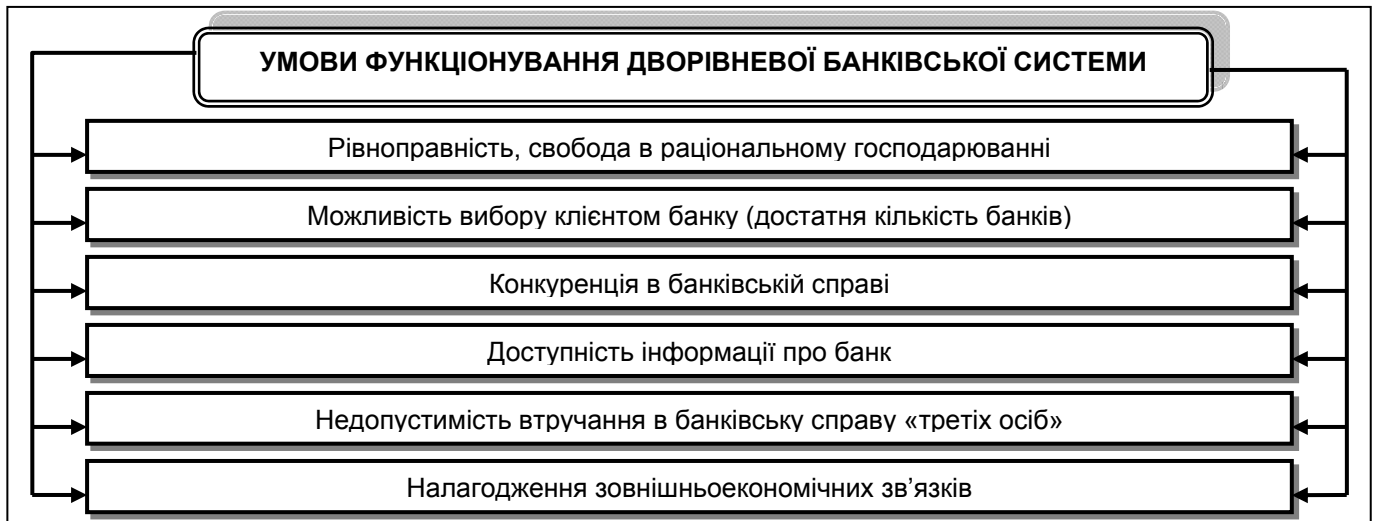 УМОВИ ФУНКЦІОНУВАННЯ ДВОРІВНЕВОЇ БАНКІВСЬКОЇ СИСТЕМИ
Рівноправність, свобода в раціональному господарюванні
Можливість вибору клієнтом банку (достатня кількість банків)
Конкуренція в банківській справі
Доступність інформації про банк
Недопустимість втручання в банківську справу «третіх осіб»
Налагодження зовнішньоекономічних зв’язків